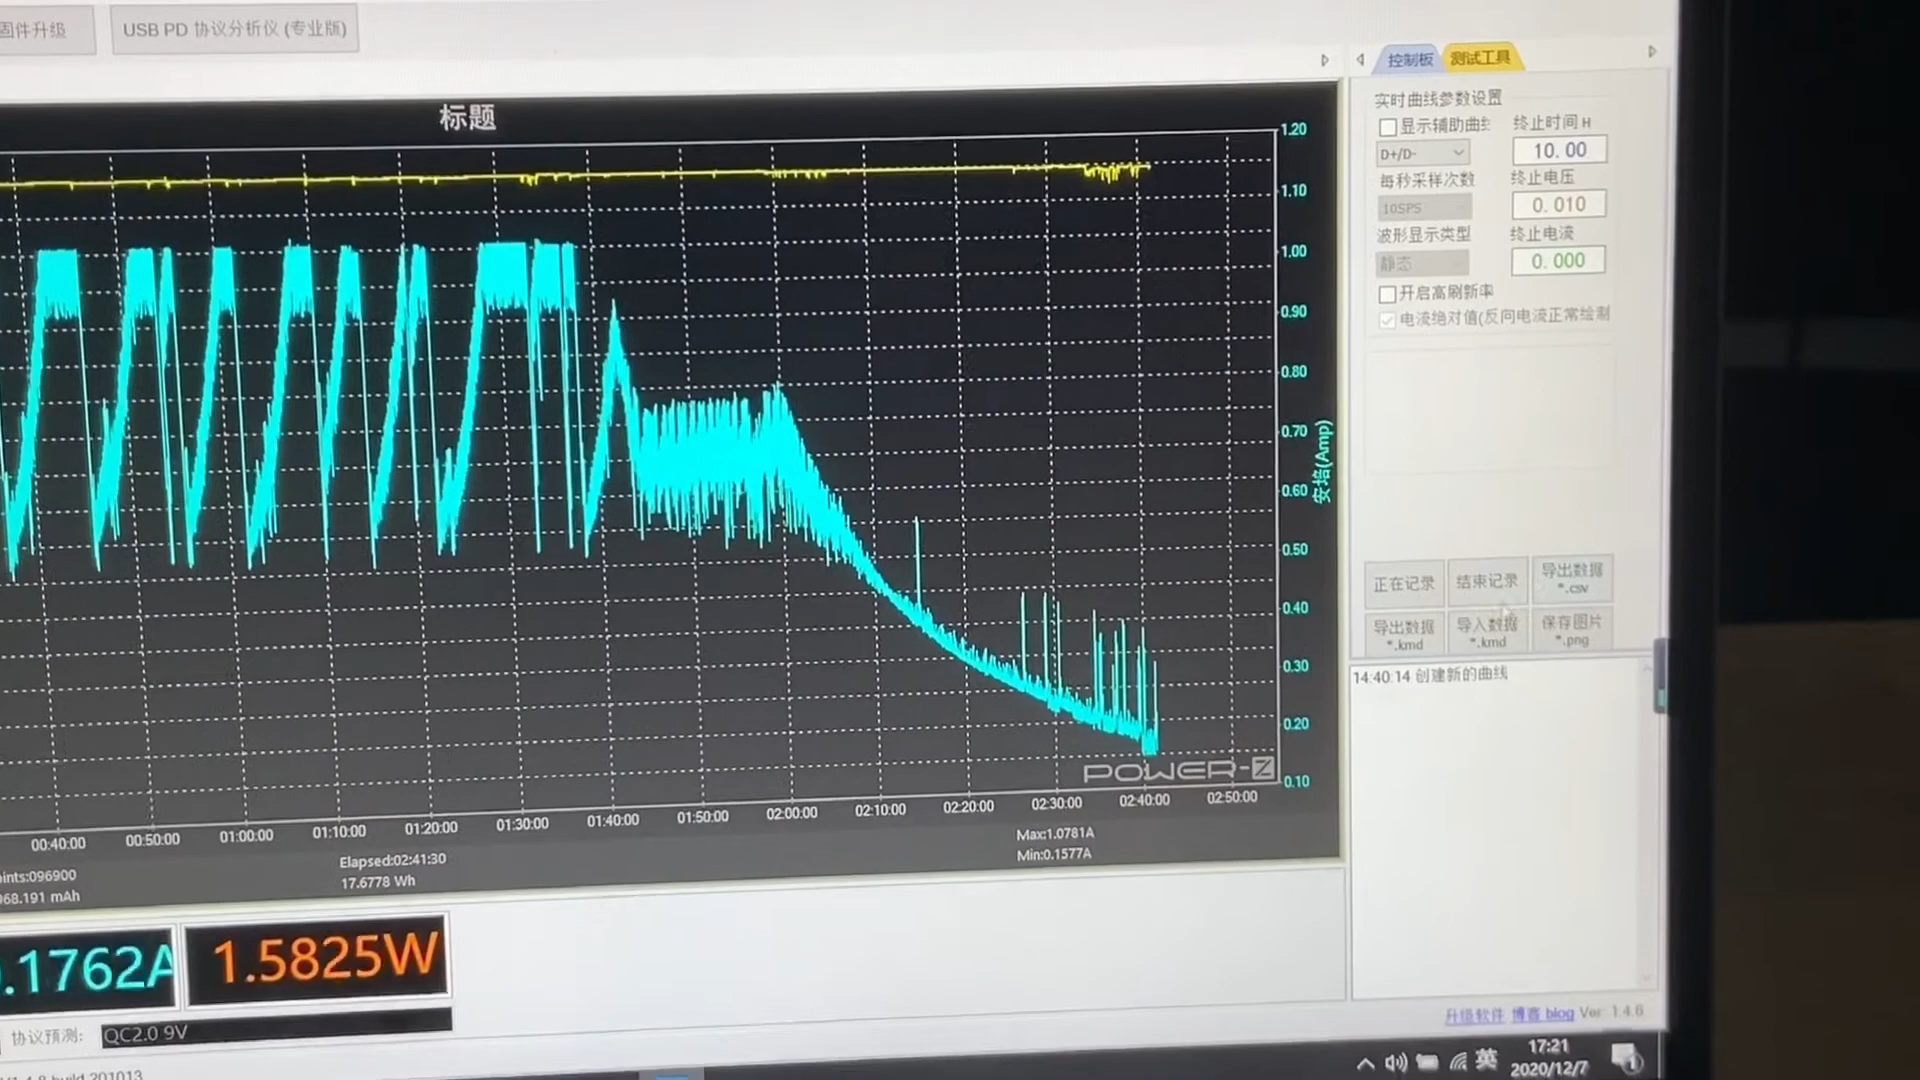 固件升级
USB PD 协议分析仪 (专业版)
标题
1.20
1.10
1.00
0.90
0.80
0.70
0.60
0.50
0.40
0.30
0.20
0.10
安培(Amp)
POWER-Z
00:40:00 00:50:00 01:00:00 01:10:00 01:20:00 01:30:00 01:40:00 01:50:00 02:00:00 02:10:00 02:20:00 02:30:00 02:40:00 02:50:00
ints:096900
68.191 mAh
Elapsed:02:41:30
17.6778 Wh
Max:1.0781A
Min:0.1577A
.1762A
1.5825W
协议预测:
QC2.0 9V
控制板 测试工具
实时曲线参数设置
显示辅助曲线
终止时间 H
D+/D-
10.00
每秒采样次数
终止电压
10SPS
0.010
波形显示类型
终止电流
静态
0.000
开启高刷新率
电流绝对值(反向电流正常绘制
正在记录
结束记录
导出数据
*.csv
导出数据
*.kmd
导入数据
*.kmd
保存图片
*.png
14:40:14 创建新的曲线
升级软件 博客 blog Ver: 1.4.6
英
17:21
2020/12/7
1